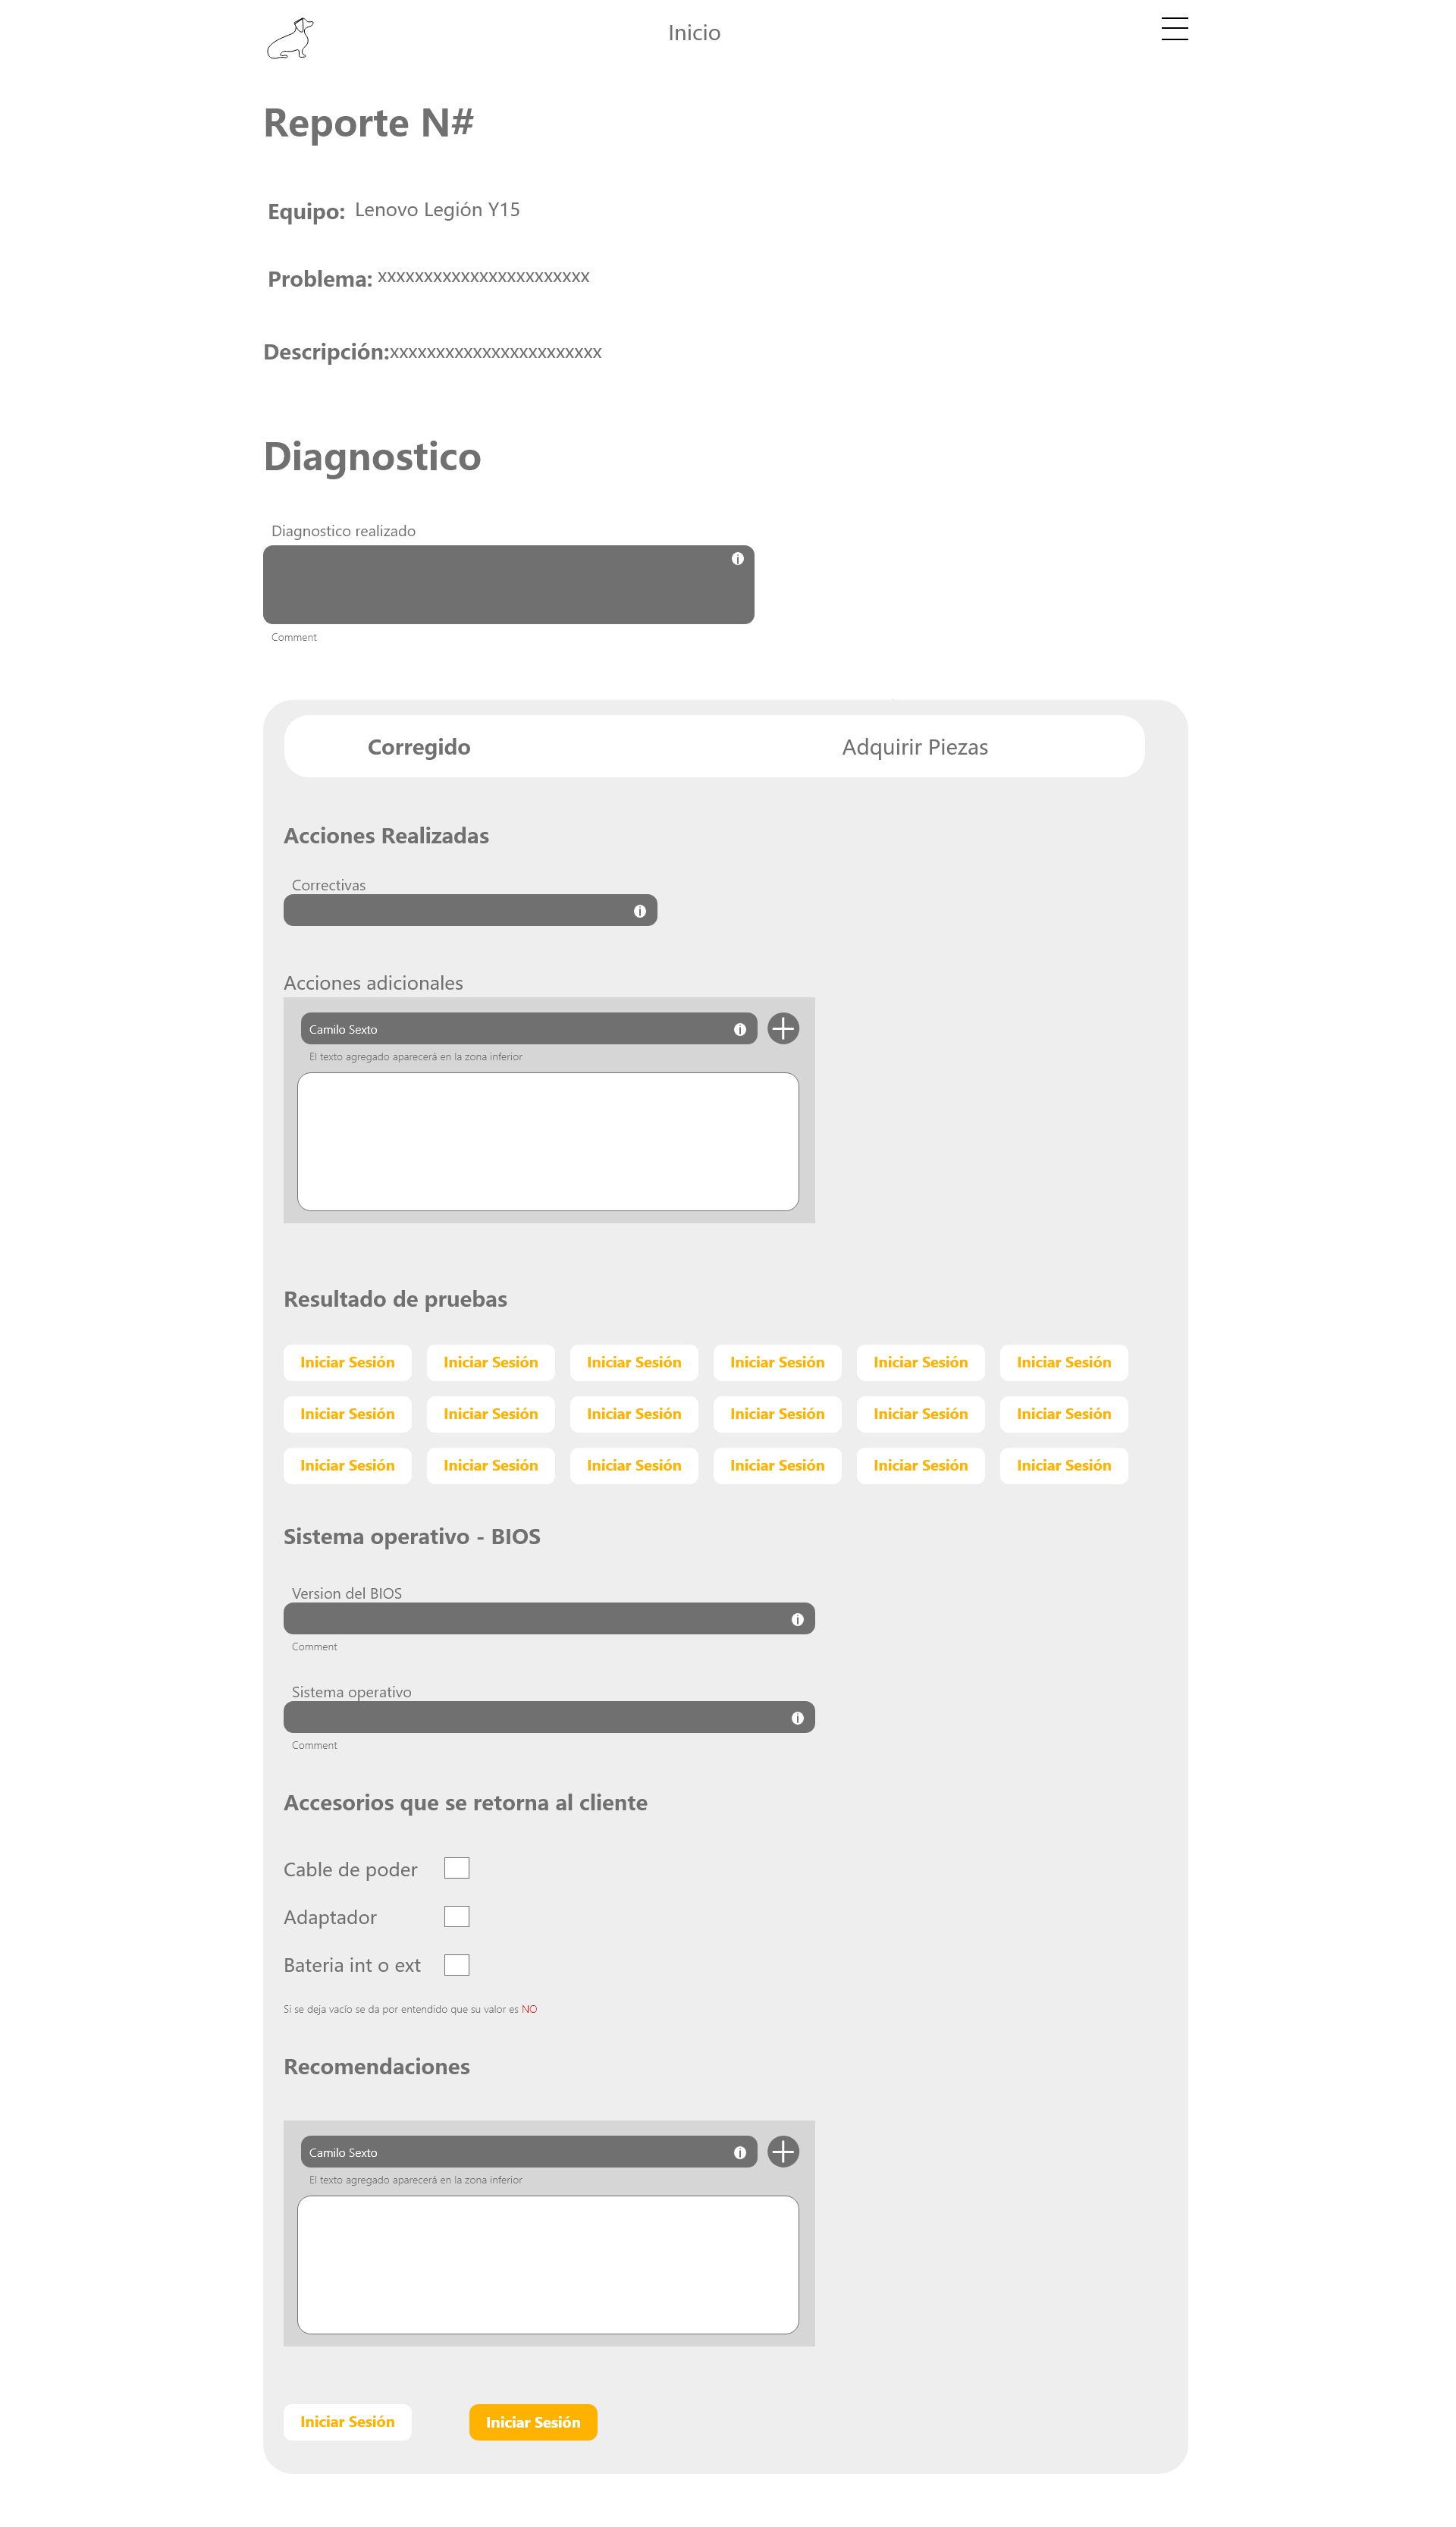 Inicio
Reporte N#
Equipo: Lenovo Legión Y15
Problema: xxxxxxxxxxxxxxxxxxxxxxx
Descripción:xxxxxxxxxxxxxxxxxxxxxxx
Diagnostico
Diagnostico realizado
Comment
Corregido Adquirir Piezas
Acciones Realizadas
Correctivas
Acciones adicionales
Camilo Sexto
El texto agregado aparecerá en la zona inferior
Resultado de pruebas
Iniciar Sesión Iniciar Sesión Iniciar Sesión Iniciar Sesión Iniciar Sesión Iniciar Sesión
Iniciar Sesión Iniciar Sesión Iniciar Sesión Iniciar Sesión Iniciar Sesión Iniciar Sesión
Iniciar Sesión Iniciar Sesión Iniciar Sesión Iniciar Sesión Iniciar Sesión Iniciar Sesión
Sistema operativo - BIOS
Version del BIOS
Comment
Sistema operativo
Comment
Accesorios que se retorna al cliente
Cable de poder
Adaptador
Bateria int o ext
Si se deja vacío se da por entendido que su valor es NO
Recomendaciones
Camilo Sexto
El texto agregado aparecerá en la zona inferior
Iniciar Sesión Iniciar Sesión